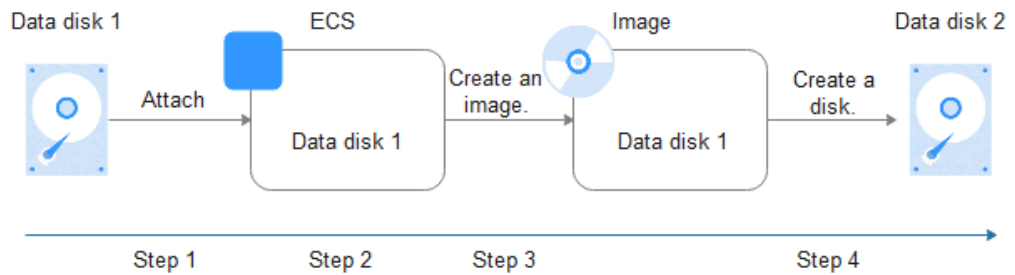 Data disk 1
ECS
Image
Data disk 2
Attach
Create an
image.
Create a
disk.
Data disk 1
Data disk 1
Step 1
Step 2
Step 3
Step 4